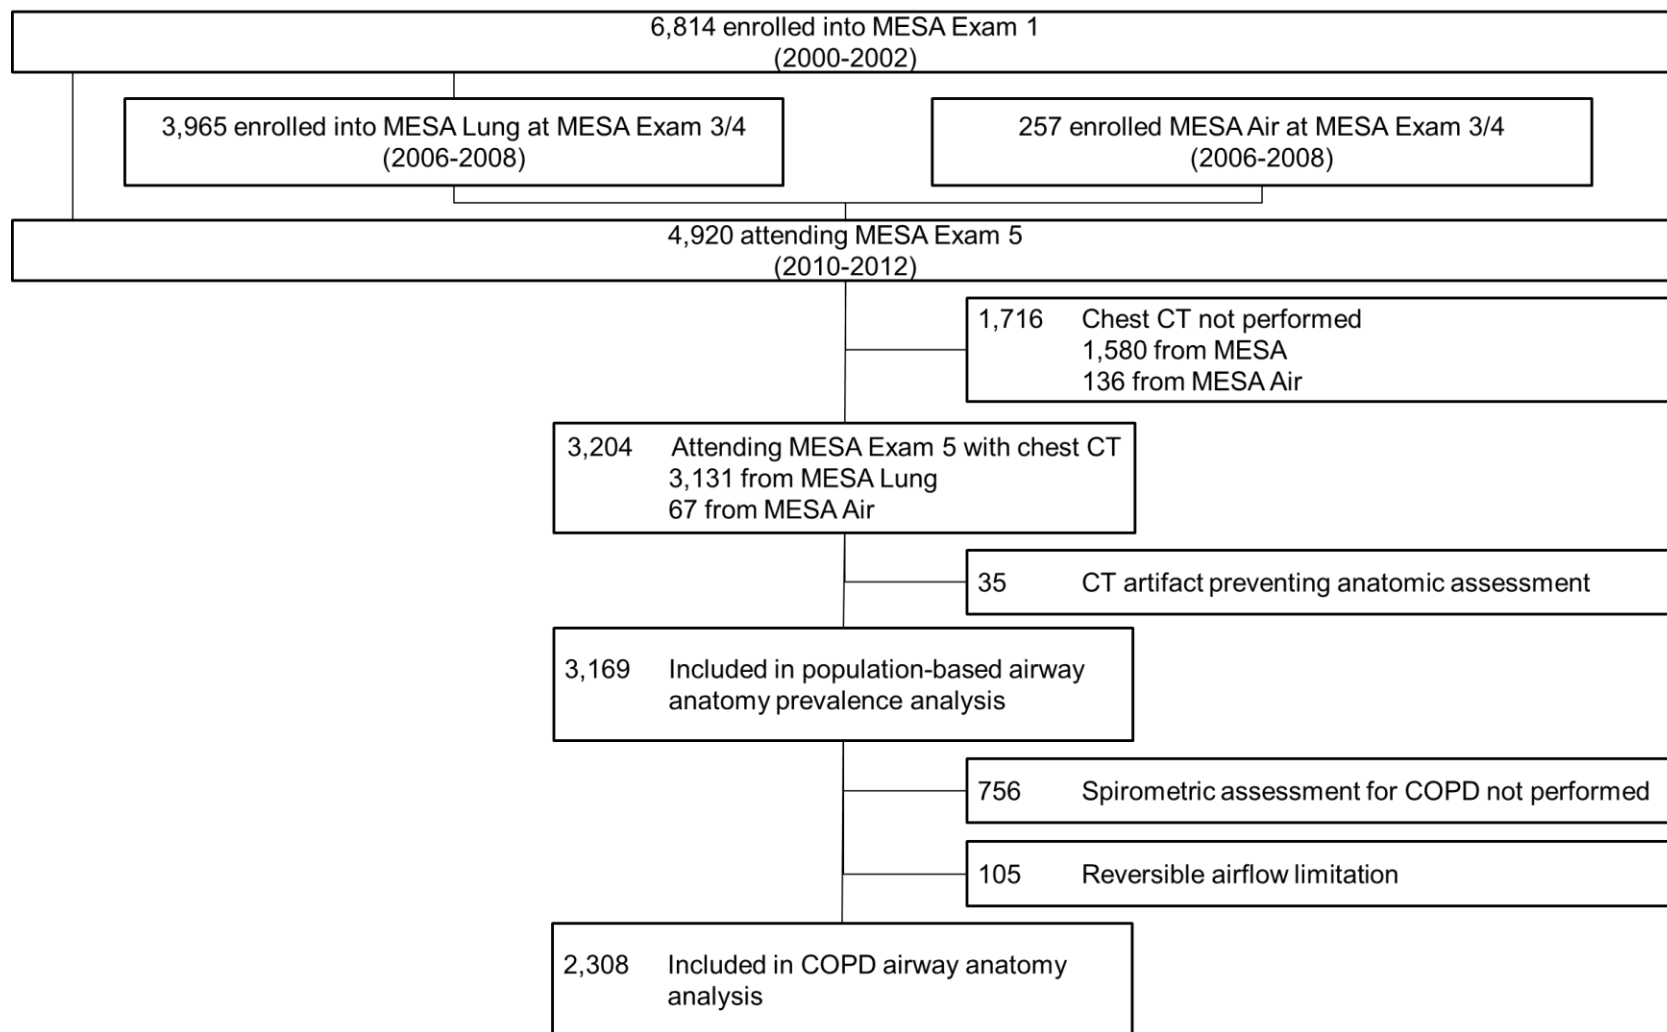 6,814 enrolled into MESA Exam 1
(2000-2002)
3,965 enrolled into MESA Lung at MESA Exam 3/4
(2006-2008)
257 enrolled MESA Air at MESA Exam 3/4
(2006-2008)
4,920 attending MESA Exam 5
(2010-2012)
1,716 Chest CT not performed
1,580 from MESA
136 from MESA Air
3,204 Attending MESA Exam 5 with chest CT
3,131 from MESA Lung
67 from MESA Air
35 CT artifact preventing anatomic assessment
3,169 Included in population-based airway
anatomy prevalence analysis
756 Spirometric assessment for COPD not performed
105 Reversible airflow limitation
2,308 Included in COPD airway anatomy
analysis